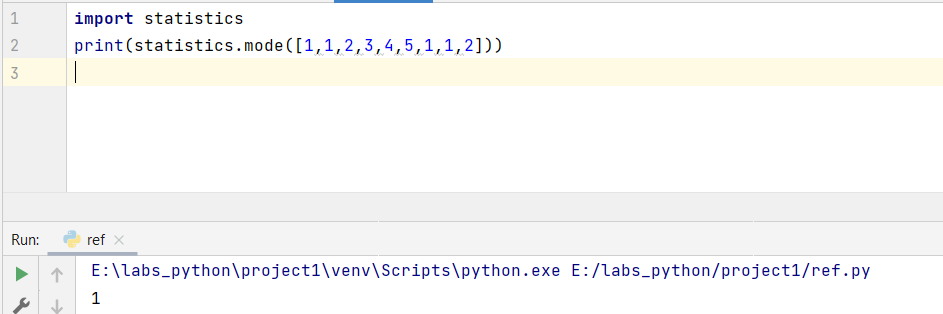 1 import statistics
2 print(statistics.mode([1,1,2,3,4,5,1,1,2]))
3
Run: ref
E:\labs_python\project1\venv\Scripts\python.exe E:/labs_python/project1/ref.py
1